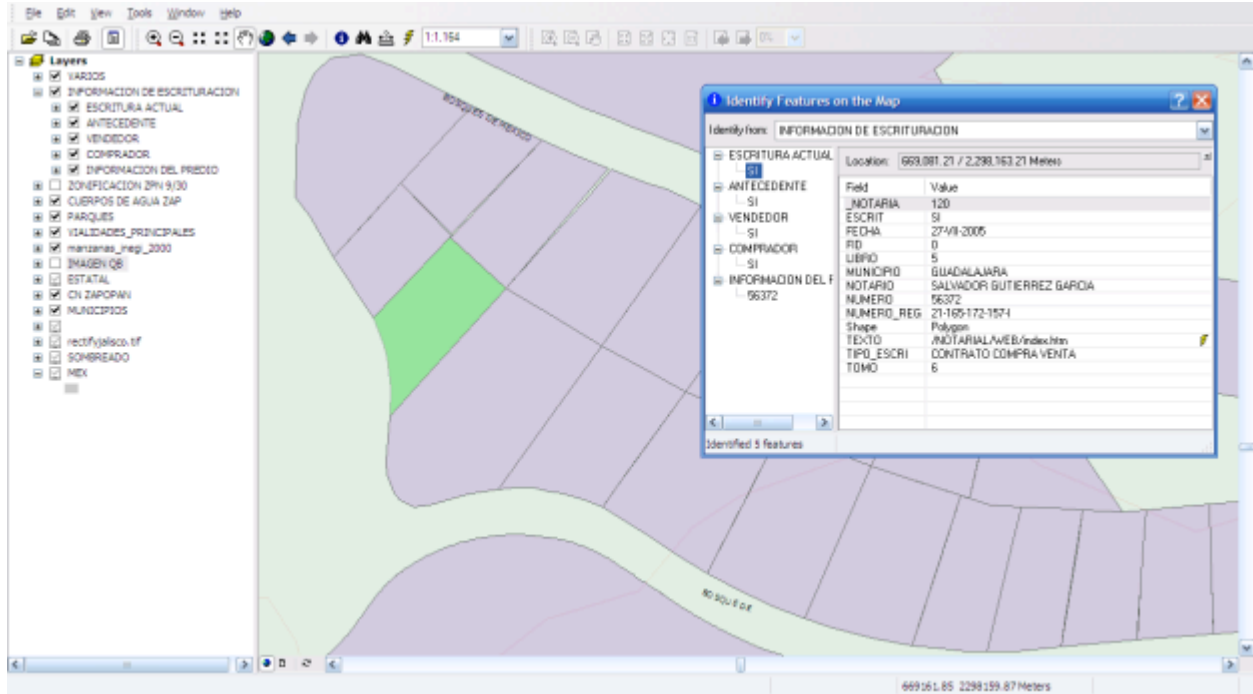 File Edit View Tools Window Help
1:1,164
0%
Layers
VARIOS
INFORMACION DE ESCRITURACION
ESCRITURA ACTUAL
ANTECEDENTE
VENDEDOR
COMPRADOR
INFORMACION DEL PREDIO
ZONIFICACION ZPN 9/30
CUERPOS DE AGUA ZAP
PARQUES
VIALIDADES_PRINCIPALES
manzanas_inegi_2000
IMAGEN QB
ESTATAL
CN ZAPOPAN
MUNICIPIOS
rectifyjalisco.tif
SOMBREADO
MEX
BOSQUES DE MEXICO
BOSQUE DE
Identify Features on the Map
Identify from: INFORMACION DE ESCRITURACION
ESCRITURA ACTUAL
SI
ANTECEDENTE
SI
VENDEDOR
SI
COMPRADOR
SI
INFORMACION DEL F
56372
Location: 669,081.21 / 2,298,163.21 Meters
Field Value
_NOTARIA 120
ESCRIT SI
FECHA 27-VII-2005
FID 0
LIBRO 5
MUNICIPIO GUADALAJARA
NOTARIO SALVADOR GUTIERREZ GARCIA
NUMERO 56372
NUMERO_REG 21-165-172-157-I
Shape Polygon
TEXTO /NOTARIAL/WEB/index.htm
TIPO_ESCRI CONTRATO COMPRA VENTA
TOMO 6
Identified 5 features
669161.85 2298159.87 Meters